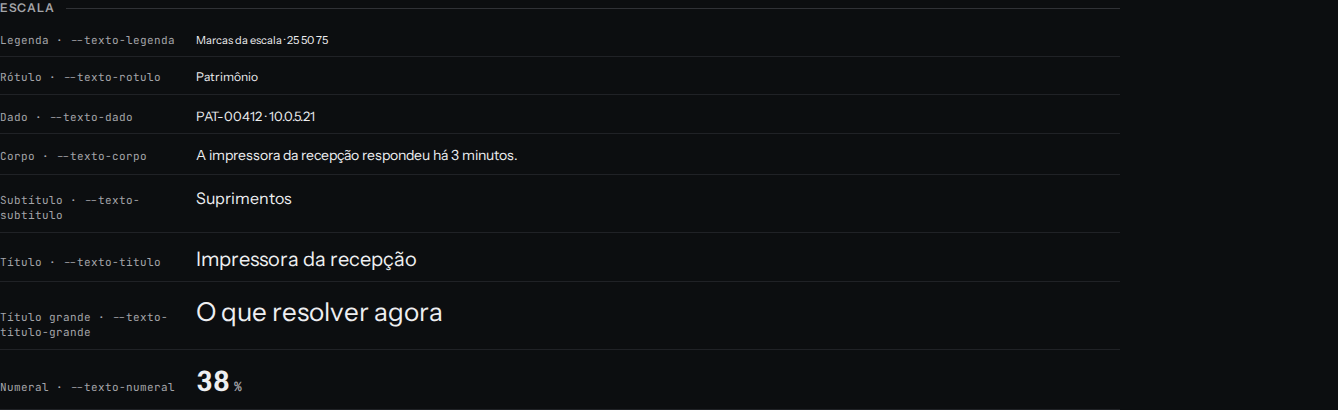 ESCALA
Legenda · --texto-legenda Marcas da escala · 25 50 75
Rótulo · --texto-rotulo Patrimônio
Dado · --texto-dado PAT-00412 · 10.0.5.21
Corpo · --texto-corpo A impressora da recepção respondeu há 3 minutos.
Subtítulo · --texto-
subtitulo
Suprimentos
Título · --texto-titulo Impressora da recepção
Título grande · --texto-
titulo-grande
O que resolver agora
Numeral · --texto-numeral 38 %